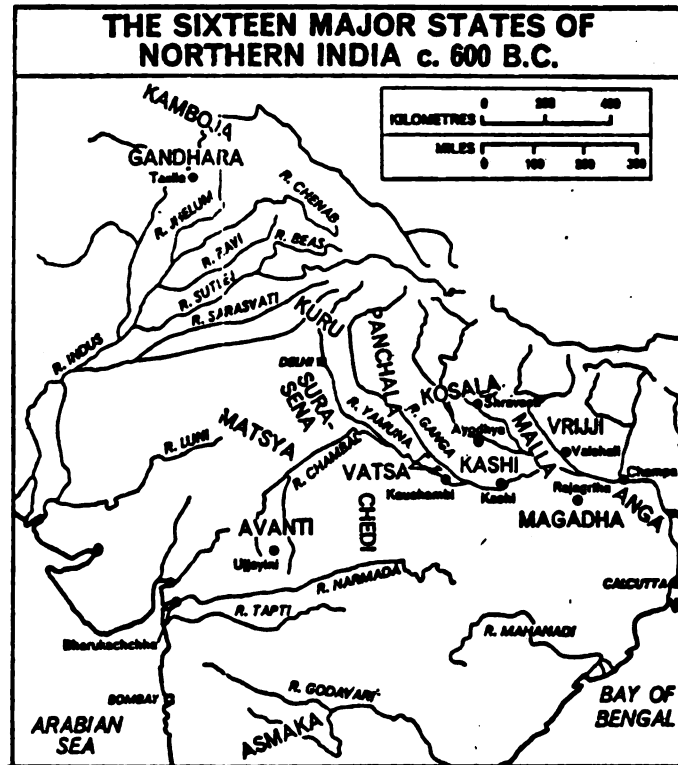 THE SIXTEEN MAJOR STATES OF
NORTHERN INDIA c. 600 B.C.
KAMBOJA
KILOMETRES
0 200 400
MILES
0 100 200 300
GANDHARA
Taxila
R. CHENAB
R. JHELUM
R. RAVI
R. BEAS
R. SUTLEJ
R. SARASVATI
R. INDUS
KURU
PANCHALA
DELHI
SURA-
SENA
KOSALA
Shravasti
MATSYA
R. YAMUNA
R. GANGA
Ayodhya
MALLA
VRIJJI
Vaishali
R. LUNI
R. CHAMBAL
VATSA
KASHI
Champa
Kaushambi
Kashi
Rajagriha
ANGA
CHEDI
MAGADHA
AVANTI
Ujjayini
R. NARMADA
CALCUTTA
R. TAPTI
R. MAHANADI
Bharukachchha
R. GODAVARI
BOMBAY
BAY OF
BENGAL
ARABIAN
SEA
ASMAKA